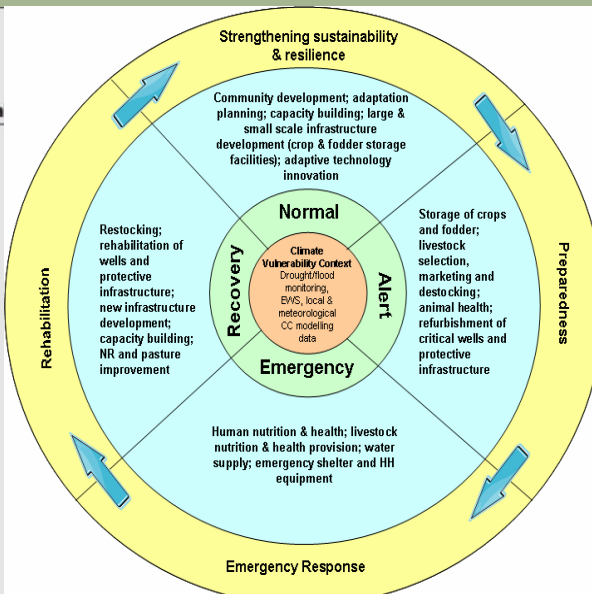 Strengthening sustainability
& resilience
Community development; adaptation
planning; capacity building; large &
small scale infrastructure
development (crop & fodder storage
facilities); adaptive technology
innovation
Normal
Climate
Vulnerability Context
Drought/flood
monitoring,
EWS, local &
meteorological
CC modelling
data
Recovery
Alert
Emergency
Restocking;
rehabilitation of
wells and
protective
infrastructure;
new infrastructure
development;
capacity building;
NR and pasture
improvement
Storage of crops
and fodder;
livestock
selection,
marketing and
destocking;
animal health;
refurbishment of
critical wells and
protective
infrastructure
Rehabilitation
Preparedness
Human nutrition & health; livestock
nutrition & health provision; water
supply; emergency shelter and HH
equipment
Emergency Response